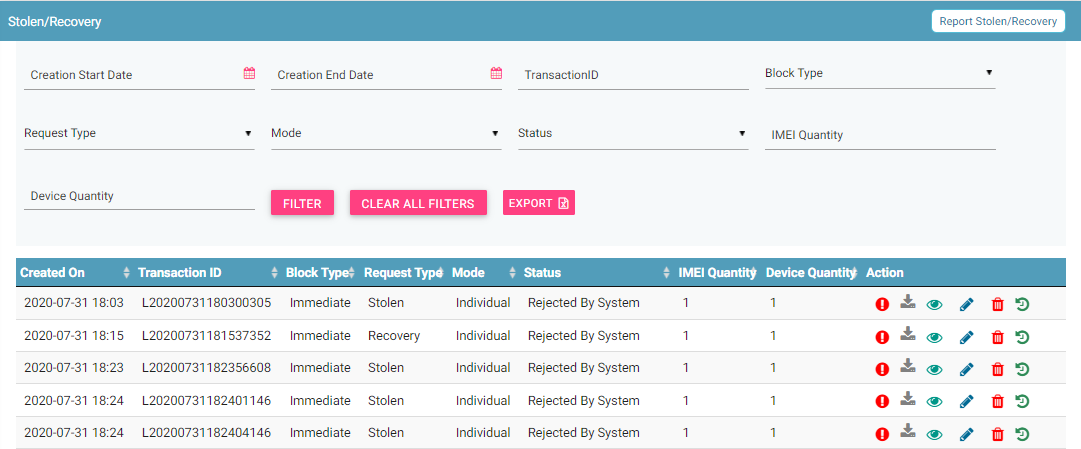 Stolen/Recovery Report Stolen/Recovery
Creation Start Date Creation End Date TransactionID Block Type
Request Type Mode Status IMEI Quantity
Device Quantity FILTER CLEAR ALL FILTERS EXPORT
Created On Transaction ID Block Type Request Type Mode Status IMEI Quantity Device Quantity Action
2020-07-31 18:03 L20200731180300305 Immediate Stolen Individual Rejected By System 1 1
2020-07-31 18:15 L20200731181537352 Immediate Recovery Individual Rejected By System 1 1
2020-07-31 18:23 L20200731182356608 Immediate Stolen Individual Rejected By System 1 1
2020-07-31 18:24 L20200731182401146 Immediate Stolen Individual Rejected By System 1 1
2020-07-31 18:24 L20200731182404146 Immediate Stolen Individual Rejected By System 1 1